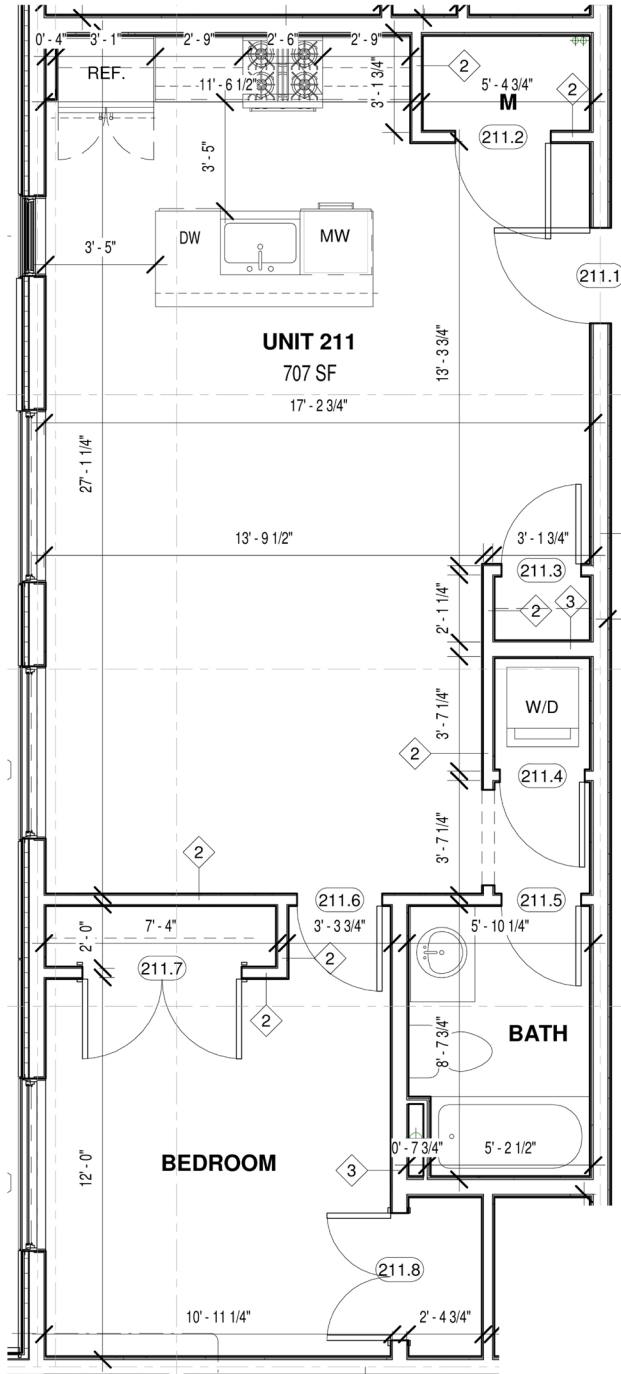 0' - 4" 3' - 1" 2' - 9" 2' - 6" 2' - 9"
REF.
11' - 6 1/2"
3' - 1 3/4"
2
5' - 4 3/4"
2
M
211.2
3' - 5"
DW
MW
3' - 5"
211.1
UNIT 211
707 SF
13' - 3 3/4"
17' - 2 3/4"
27' - 1 1/4"
13' - 9 1/2"
3' - 1 3/4"
211.3
2' - 1 1/4"
2
3
3' - 7 1/4"
W/D
2
211.4
3' - 7 1/4"
2
211.6
211.5
2' - 0"
7' - 4"
3' - 3 3/4"
5' - 10 1/4"
2
211.7
2
8' - 7 3/4"
BATH
0' - 7 3/4"
5' - 2 1/2"
12' - 0"
BEDROOM
3
211.8
10' - 11 1/4"
2' - 4 3/4"